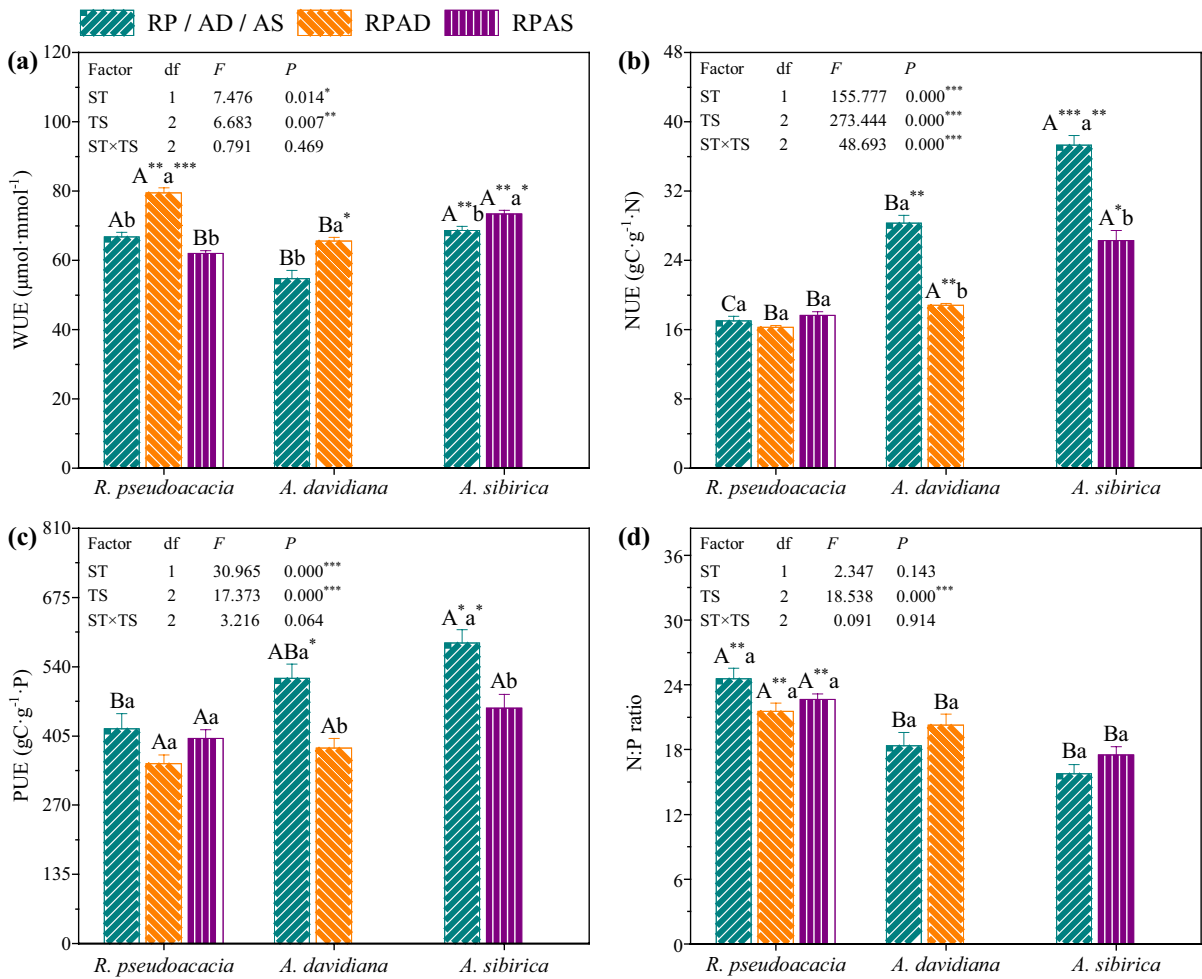 RP / AD / AS RPAD RPAS
(a)
WUE (μmol·mmol⁻¹)
120
100
80
60
40
20
0
Factor df F P
ST 1 7.476 0.014*
TS 2 6.683 0.007**
ST×TS 2 0.791 0.469
Ab A**a*** Bb Bb Ba* A**b A**a*
R. pseudoacacia A. davidiana A. sibirica
(b)
NUE (gC·g⁻¹·N)
48
40
32
24
16
8
0
Factor df F P
ST 1 155.777 0.000***
TS 2 273.444 0.000***
ST×TS 2 48.693 0.000***
Ca Ba Ba Ba** A**b A***a** A*b
R. pseudoacacia A. davidiana A. sibirica
(c)
PUE (gC·g⁻¹·P)
810
675
540
405
270
135
0
Factor df F P
ST 1 30.965 0.000***
TS 2 17.373 0.000***
ST×TS 2 3.216 0.064
Ba Aa Aa ABa* Ab A*a* Ab
R. pseudoacacia A. davidiana A. sibirica
(d)
N:P ratio
36
30
24
18
12
6
0
Factor df F P
ST 1 2.347 0.143
TS 2 18.538 0.000***
ST×TS 2 0.091 0.914
A**a A**a A**a Ba Ba Ba Ba
R. pseudoacacia A. davidiana A. sibirica